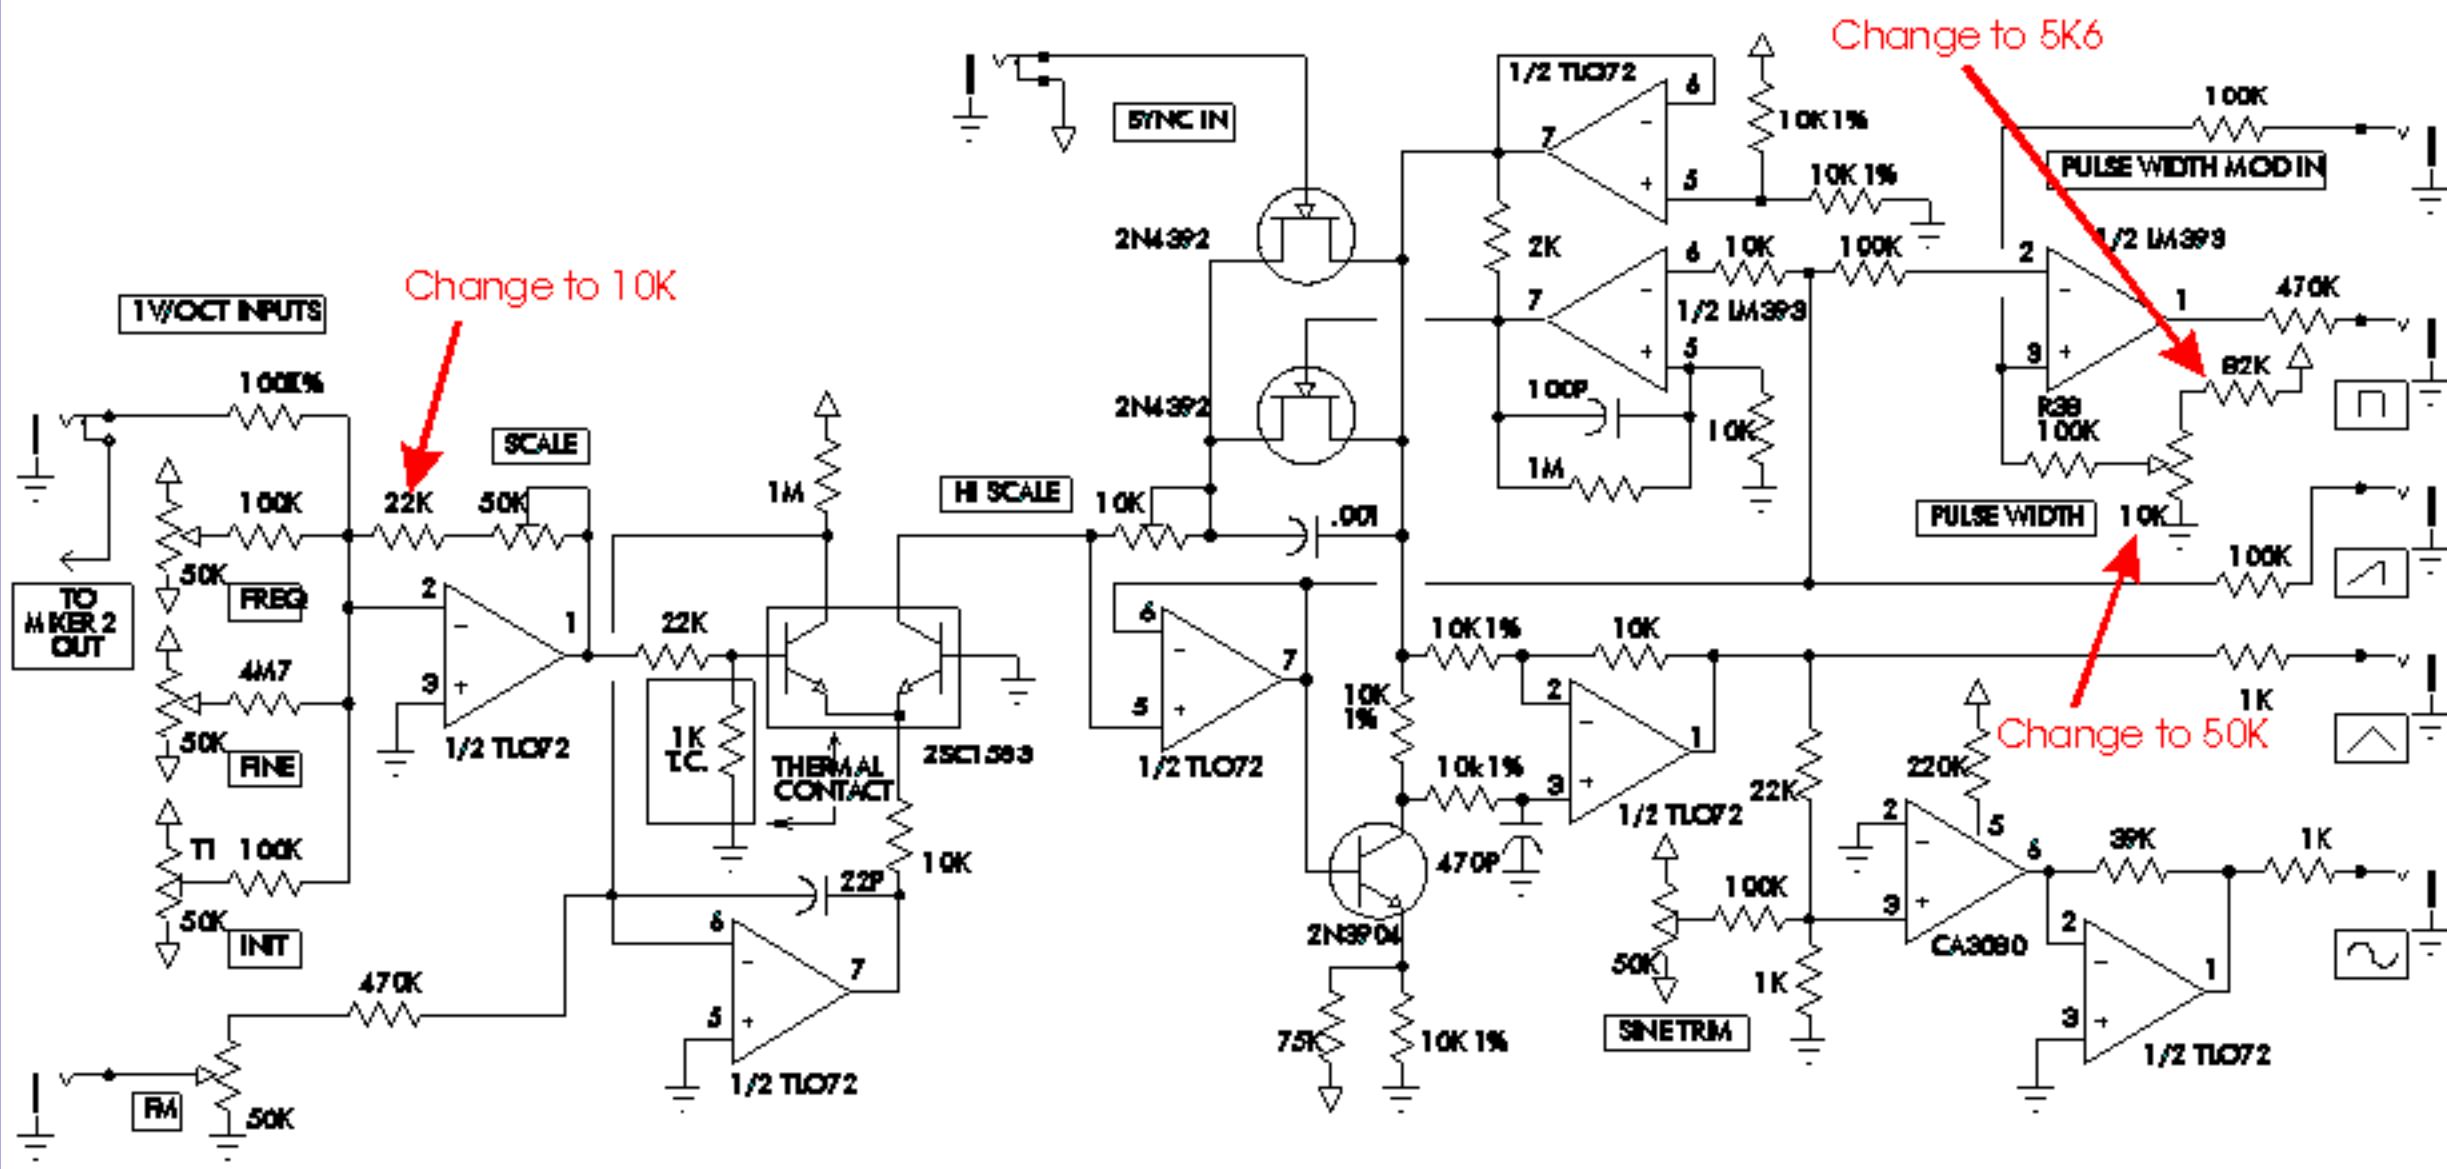 Change to 5K6
1/2 TLO72
6
100K
SYNC IN
10K 1%
7
PULSE WIDTH MOD IN
5
10K 1%
2N4392
2K
6
10K
100K
2
1/2 LM393
Change to 10K
1V/OCT INPUTS
7
1/2 LM393
1
470K
5
3
82K
100K%
100P
2N4392
R38
10K
100K
SCALE
1M
1M
HI SCALE
100K
22K
50K
10K
.001
PULSE WIDTH
10K
50K
100K
TO
MIXER 2
OUT
FREQ
2
6
1
22K
10K 1%
10K
7
4M7
3
2
10K
1%
5
1K
1K
T.C.
1
Change to 50K
50K
1/2 TLO72
2SC1583
FINE
THERMAL
CONTACT
1/2 TLO72
10k 1%
3
220K
22K
1/2 TLO72
2
5
T1
100K
10K
470P
39K
1K
6
22P
100K
3
50K
6
2N3904
2
INIT
CA3080
50K
7
1
470K
1K
5
3
75K
10K 1%
SINE TRIM
1/2 TLO72
1/2 TLO72
FM
50K